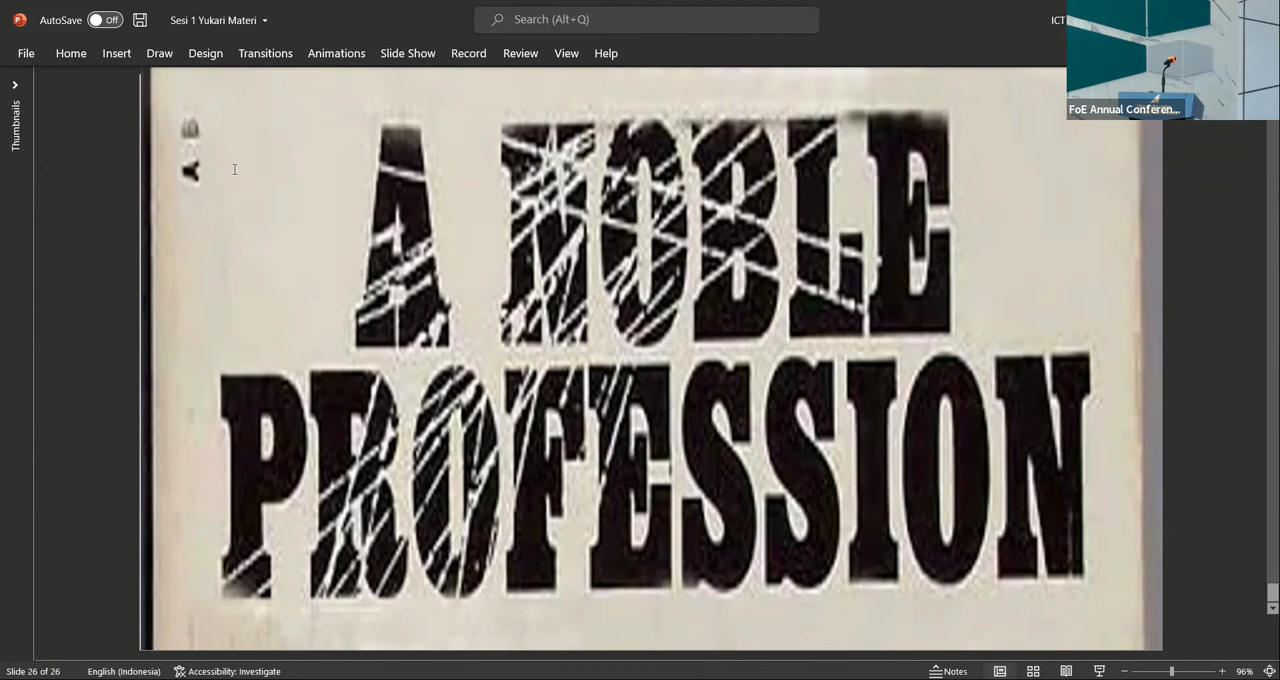 AutoSave Off Sesi 1 Yukari Materi Search (Alt+Q) ICT
File Home Insert Draw Design Transitions Animations Slide Show Record Review View Help
FoE Annual Conferen...
Thumbnails
A NOBLE
PROFESSION
Slide 26 of 26 English (Indonesia) Accessibility: Investigate Notes 96%